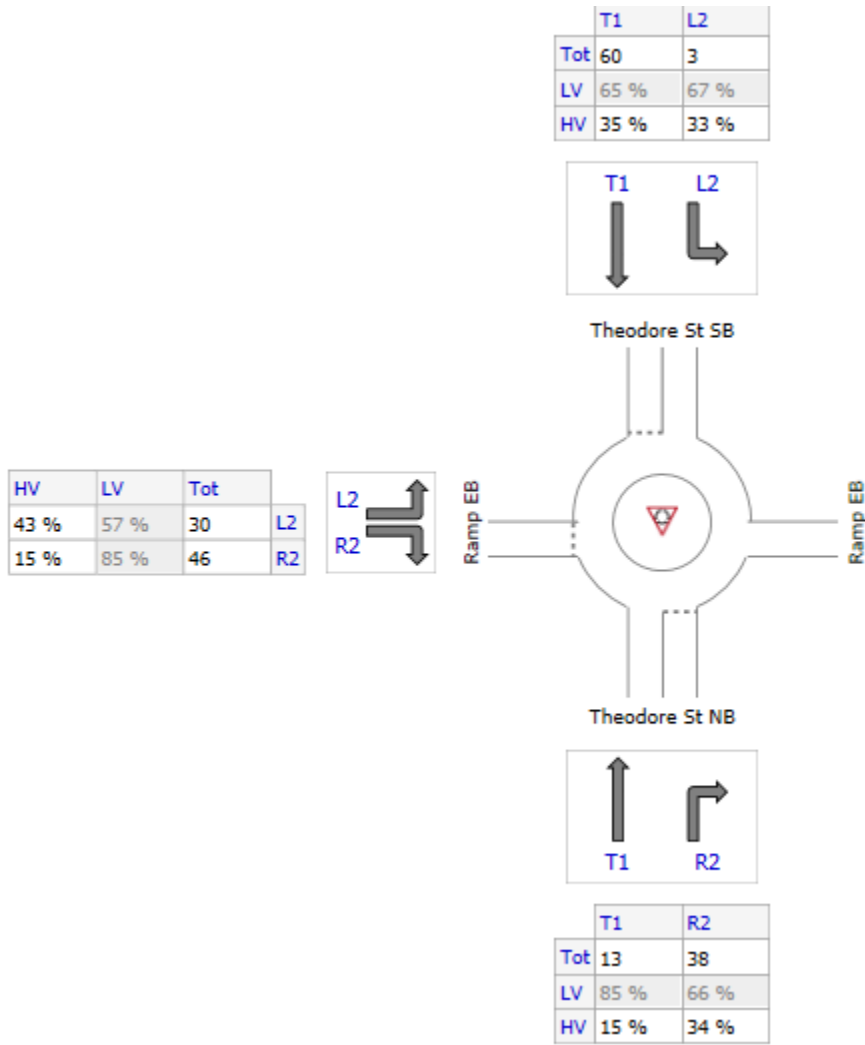 T1 L2
Tot 60 3
LV 65 % 67 %
HV 35 % 33 %
T1 L2
Theodore St SB
HV LV Tot
43 % 57 % 30 L2
15 % 85 % 46 R2
L2
R2
Ramp EB
Ramp EB
Theodore St NB
T1 R2
T1 R2
Tot 13 38
LV 85 % 66 %
HV 15 % 34 %